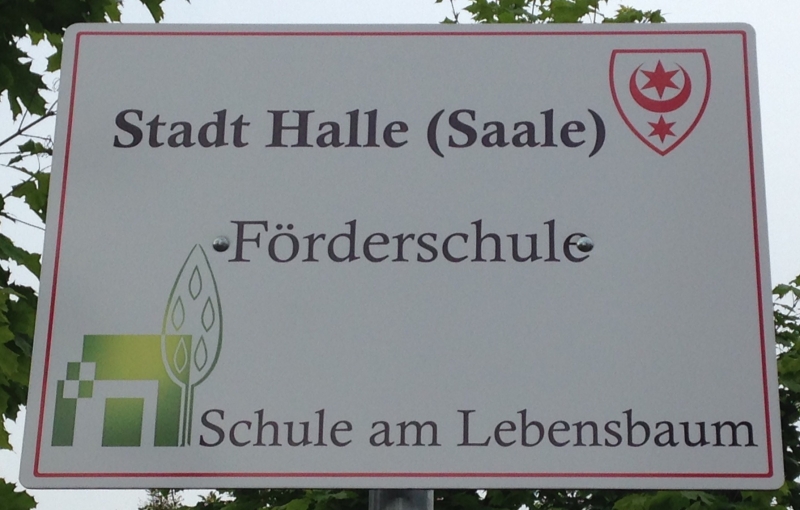 Stadt Halle (Saale)
Förderschule
Schule am Lebensbaum